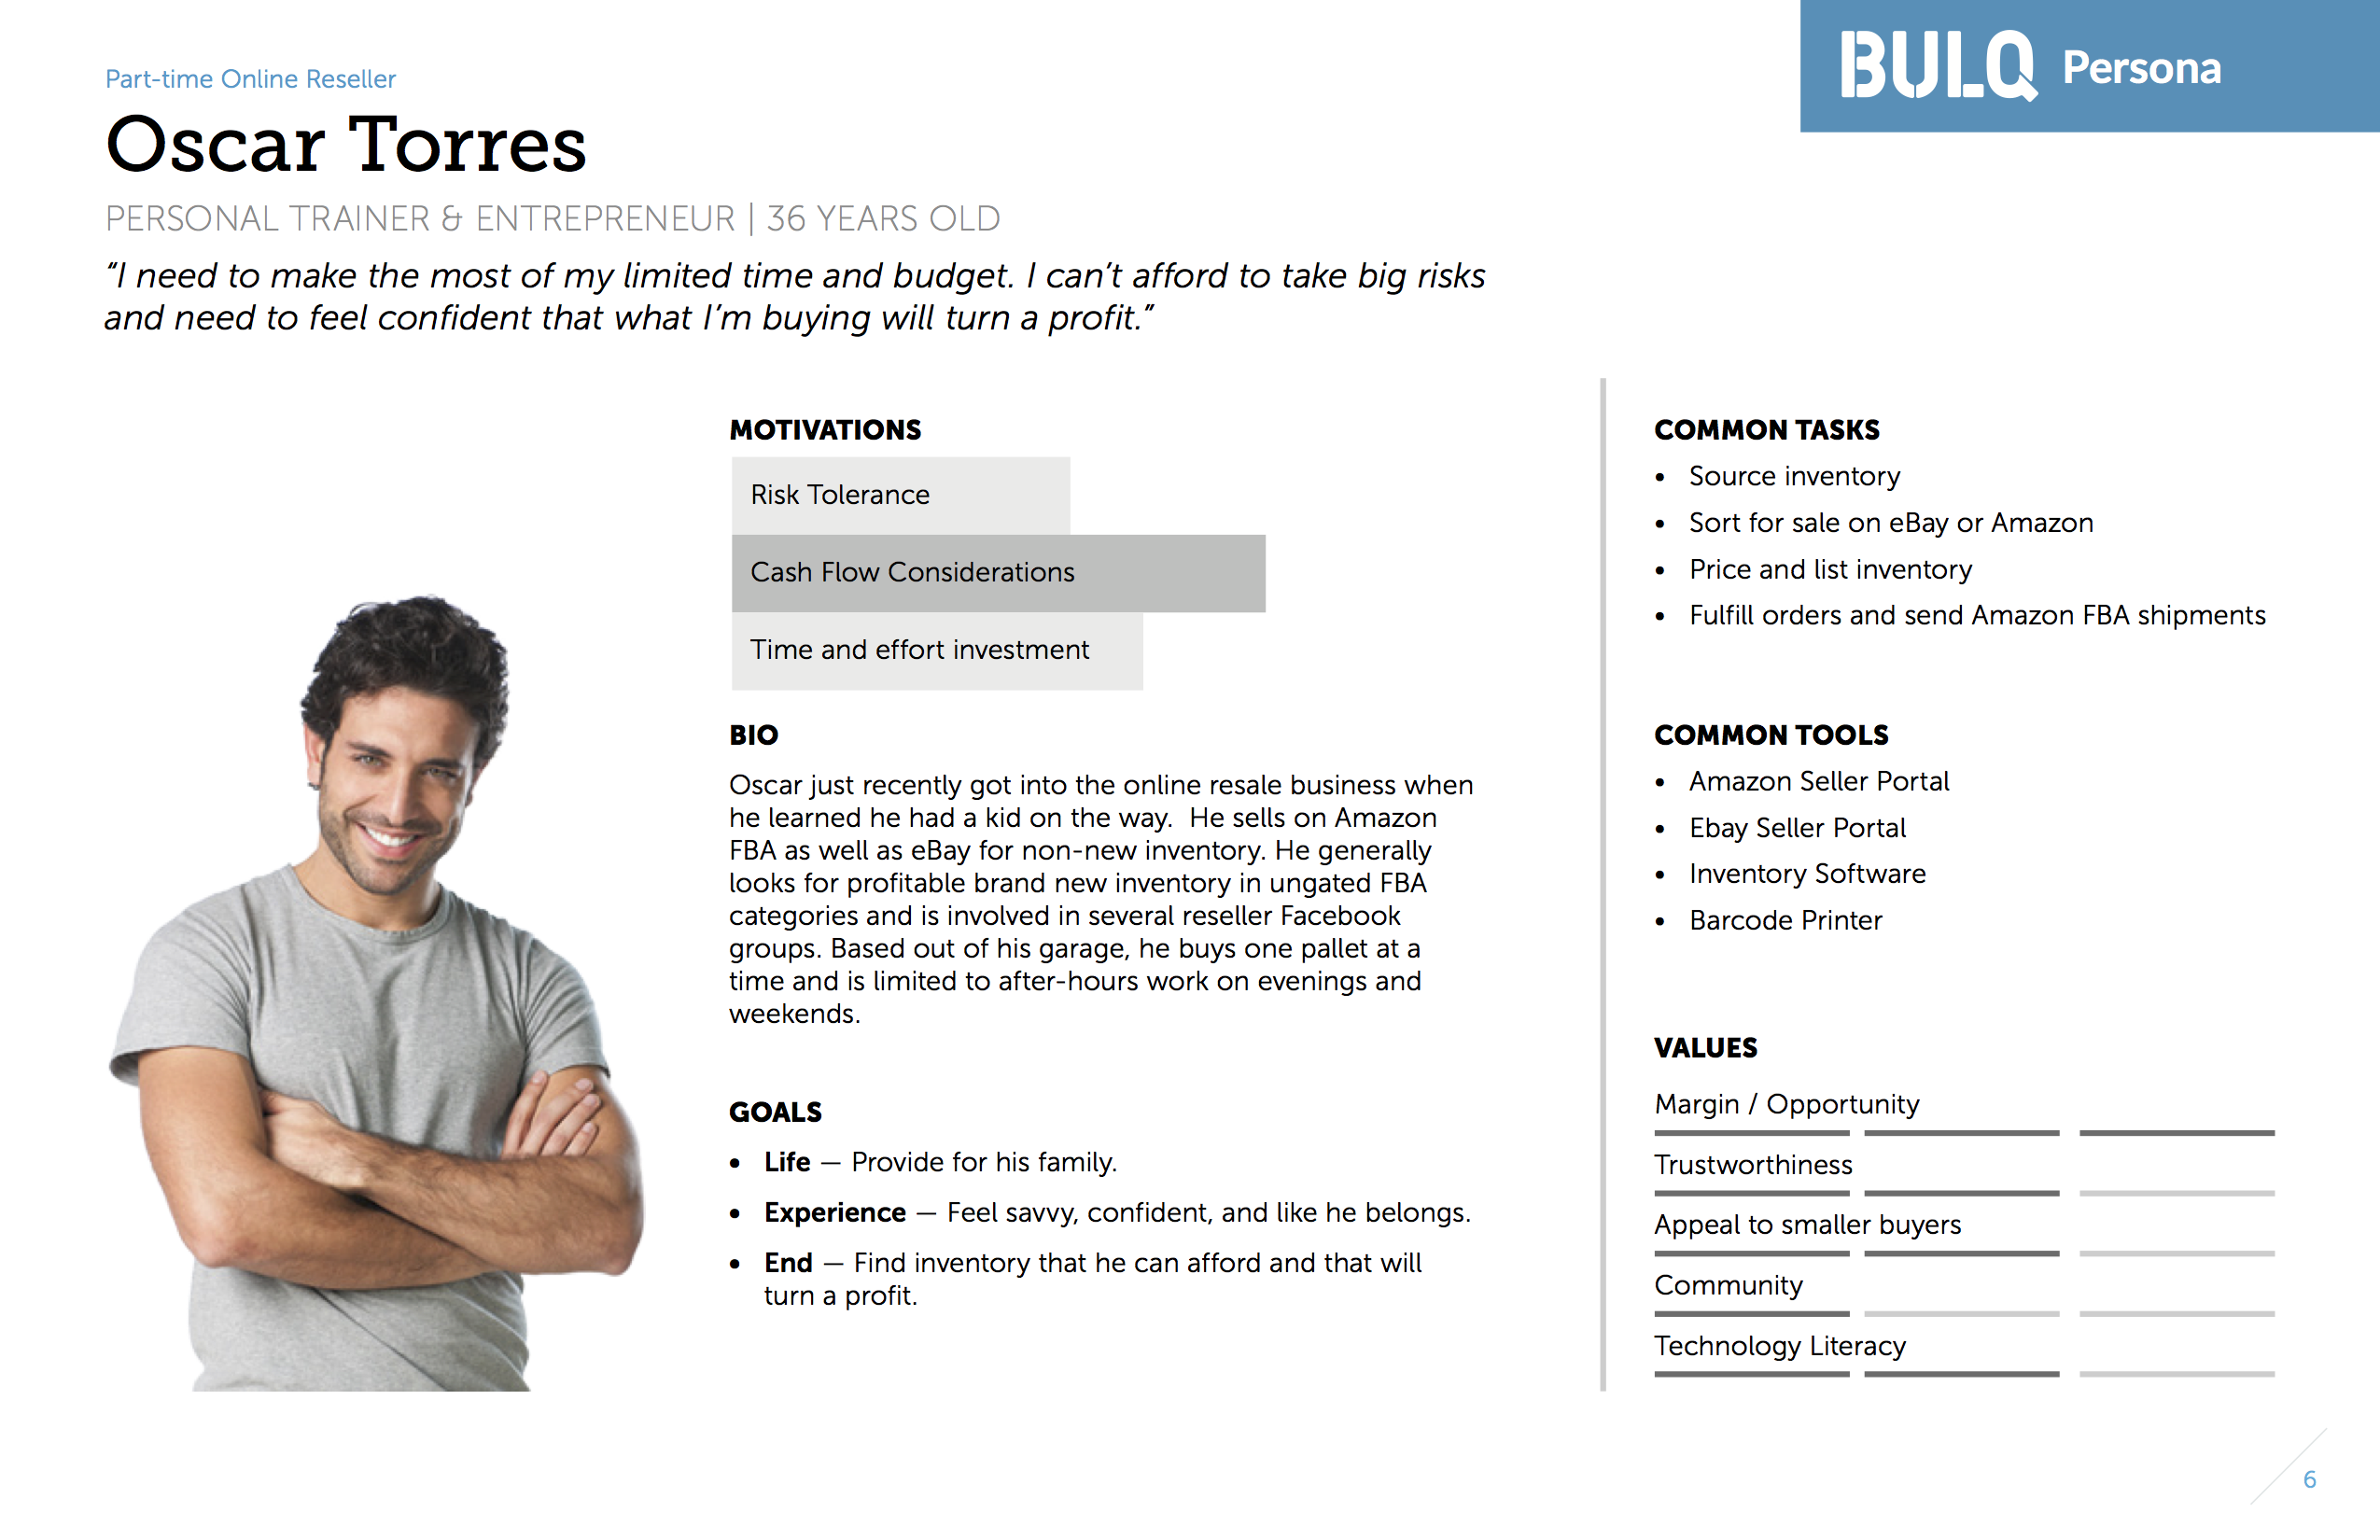 Part-time Online Reseller
Oscar Torres
PERSONAL TRAINER & ENTREPRENEUR | 36 YEARS OLD
“I need to make the most of my limited time and budget. I can’t afford to take big risks
and need to feel confident that what I’m buying will turn a profit.”
BULQ Persona
MOTIVATIONS
Risk Tolerance
Cash Flow Considerations
Time and effort investment
BIO
Oscar just recently got into the online resale business when
he learned he had a kid on the way.  He sells on Amazon
FBA as well as eBay for non-new inventory. He generally
looks for profitable brand new inventory in ungated FBA
categories and is involved in several reseller Facebook
groups. Based out of his garage, he buys one pallet at a
time and is limited to after-hours work on evenings and
weekends.
GOALS
• Life — Provide for his family.
• Experience — Feel savvy, confident, and like he belongs.
• End — Find inventory that he can afford and that will
turn a profit.
COMMON TASKS
• Source inventory
• Sort for sale on eBay or Amazon
• Price and list inventory
• Fulfill orders and send Amazon FBA shipments
COMMON TOOLS
• Amazon Seller Portal
• Ebay Seller Portal
• Inventory Software
• Barcode Printer
VALUES
Margin / Opportunity
Trustworthiness
Appeal to smaller buyers
Community
Technology Literacy
6